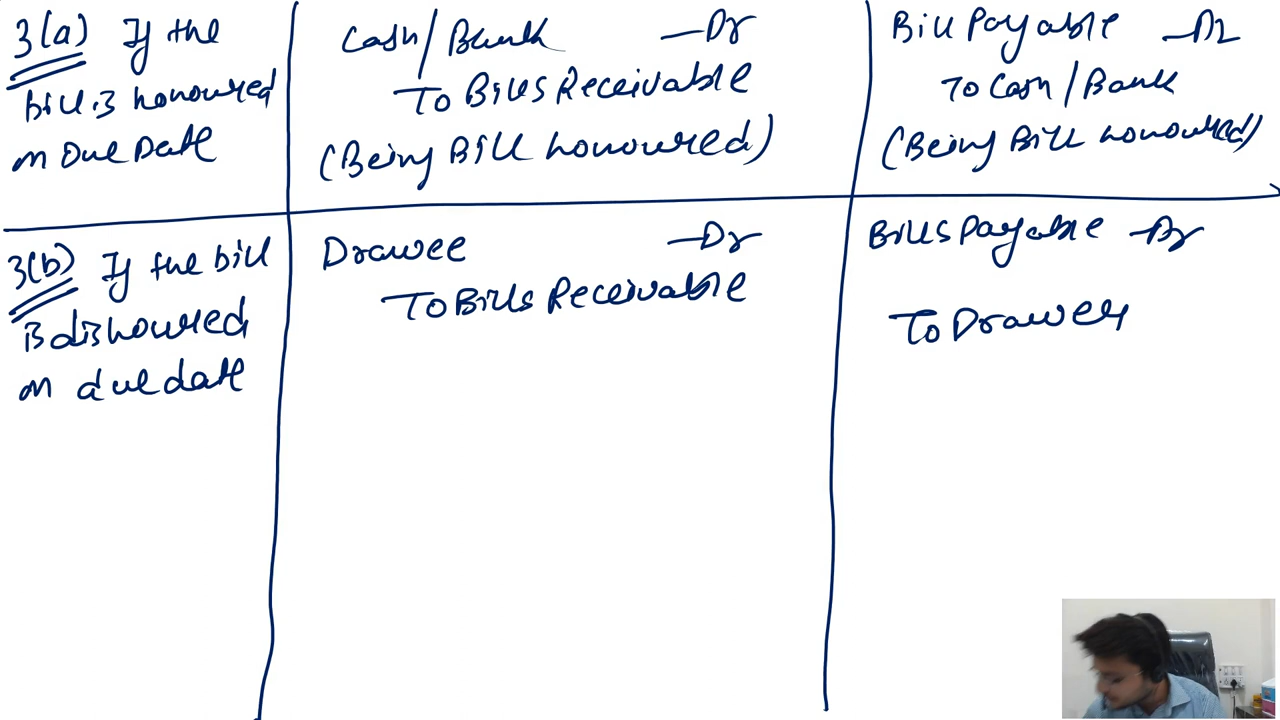 3(a) If the
bill is honoured
on Due Date
Cash/Bank —Dr
To Bills Receivable
(Being Bill honoured)
Bill Payable —Dr
To Cash/Bank
(Being Bill honoured)
3(b) If the bill
is dishoured
on due date
Drawee —Dr
To Bills Receivable
Bills Payable —Dr
To Drawer